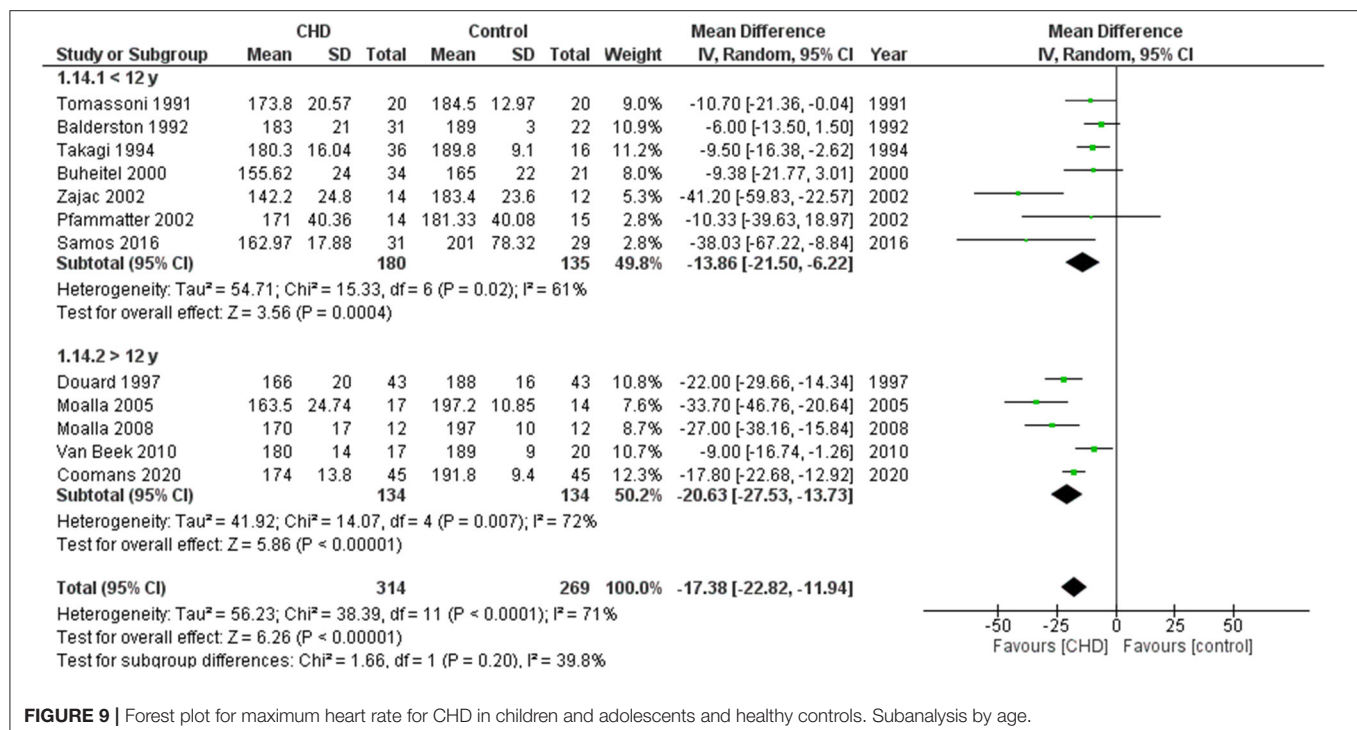 CHD Control Mean Difference Mean Difference
Study or Subgroup Mean SD Total Mean SD Total Weight IV, Random, 95% CI Year IV, Random, 95% CI
1.14.1 < 12 y
Tomassoni 1991 173.8 20.57 20 184.5 12.97 20 9.0% -10.70 [-21.36, -0.04] 1991
Balderston 1992 183 21 31 189 3 22 10.9% -6.00 [-13.50, 1.50] 1992
Takagi 1994 180.3 16.04 36 189.8 9.1 16 11.2% -9.50 [-16.38, -2.62] 1994
Buheitel 2000 155.62 24 34 165 22 21 8.0% -9.38 [-21.77, 3.01] 2000
Zajac 2002 142.2 24.8 14 183.4 23.6 12 5.3% -41.20 [-59.83, -22.57] 2002
Pfammatter 2002 171 40.36 14 181.33 40.08 15 2.8% -10.33 [-39.63, 18.97] 2002
Samos 2016 162.97 17.88 31 201 78.32 29 2.8% -38.03 [-67.22, -8.84] 2016
Subtotal (95% CI) 180 135 49.8% -13.86 [-21.50, -6.22]
Heterogeneity: Tau² = 54.71; Chi² = 15.33, df = 6 (P = 0.02); I² = 61%
Test for overall effect: Z = 3.56 (P = 0.0004)
1.14.2 > 12 y
Douard 1997 166 20 43 188 16 43 10.8% -22.00 [-29.66, -14.34] 1997
Moalla 2005 163.5 24.74 17 197.2 10.85 14 7.6% -33.70 [-46.76, -20.64] 2005
Moalla 2008 170 17 12 197 10 12 8.7% -27.00 [-38.16, -15.84] 2008
Van Beek 2010 180 14 17 189 9 20 10.7% -9.00 [-16.74, -1.26] 2010
Coomans 2020 174 13.8 45 191.8 9.4 45 12.3% -17.80 [-22.68, -12.92] 2020
Subtotal (95% CI) 134 134 50.2% -20.63 [-27.53, -13.73]
Heterogeneity: Tau² = 41.92; Chi² = 14.07, df = 4 (P = 0.007); I² = 72%
Test for overall effect: Z = 5.86 (P < 0.00001)
Total (95% CI) 314 269 100.0% -17.38 [-22.82, -11.94]
Heterogeneity: Tau² = 56.23; Chi² = 38.39, df = 11 (P < 0.0001); I² = 71%
Test for overall effect: Z = 6.26 (P < 0.00001)
Test for subgroup differences: Chi² = 1.66, df = 1 (P = 0.20), I² = 39.8%
-50 -25 0 25 50
Favours [CHD] Favours [control]
FIGURE 9 | Forest plot for maximum heart rate for CHD in children and adolescents and healthy controls. Subanalysis by age.